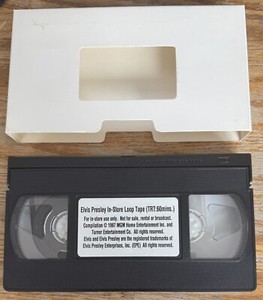 Elvis Presley In-Store Loop Tape (TRT:60mins.)
For in-store use only. Not for sale, rental or broadcast.
Compilation © 1997 MGM Home Entertainment Inc. and
Turner Entertainment Co. All rights reserved.
Elvis and Elvis Presley are the registered trademarks of
Elvis Presley Enterprises, Inc. (EPE) All rights reserved.